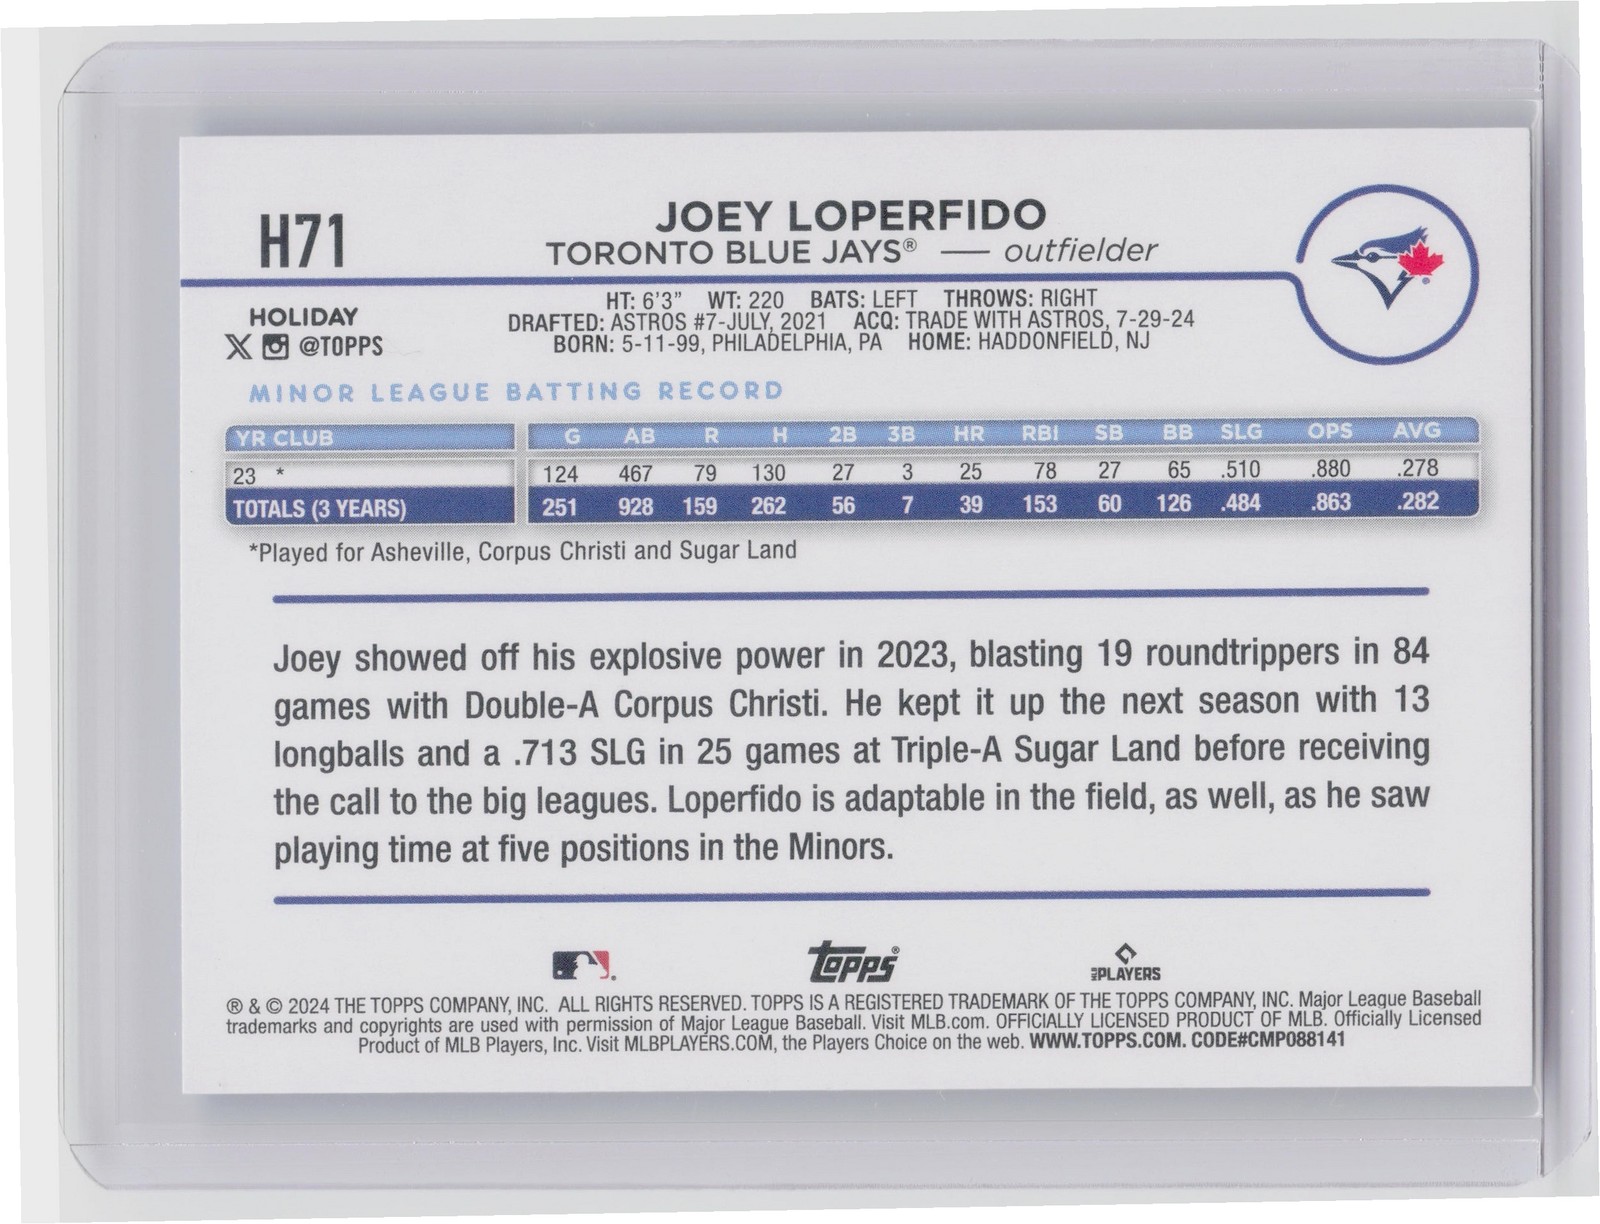 H71
JOEY LOPERFIDO
TORONTO BLUE JAYS® — outfielder
HOLIDAY
@TOPPS
HT: 6'3" WT: 220 BATS: LEFT THROWS: RIGHT
DRAFTED: ASTROS #7-JULY, 2021 ACQ: TRADE WITH ASTROS, 7-29-24
BORN: 5-11-99, PHILADELPHIA, PA HOME: HADDONFIELD, NJ
MINOR LEAGUE BATTING RECORD
YR CLUB G AB R H 2B 3B HR RBI SB BB SLG OPS AVG
23 * 124 467 79 130 27 3 25 78 27 65 .510 .880 .278
TOTALS (3 YEARS) 251 928 159 262 56 7 39 153 60 126 .484 .863 .282
*Played for Asheville, Corpus Christi and Sugar Land
Joey showed off his explosive power in 2023, blasting 19 roundtrippers in 84
games with Double-A Corpus Christi. He kept it up the next season with 13
longballs and a .713 SLG in 25 games at Triple-A Sugar Land before receiving
the call to the big leagues. Loperfido is adaptable in the field, as well, as he saw
playing time at five positions in the Minors.
Topps®
MLB PLAYERS
® & © 2024 THE TOPPS COMPANY, INC. ALL RIGHTS RESERVED. TOPPS IS A REGISTERED TRADEMARK OF THE TOPPS COMPANY, INC. Major League Baseball
trademarks and copyrights are used with permission of Major League Baseball. Visit MLB.com. OFFICIALLY LICENSED PRODUCT OF MLB. Officially Licensed
Product of MLB Players, Inc. Visit MLBPLAYERS.COM, the Players Choice on the web. WWW.TOPPS.COM. CODE#CMP088141